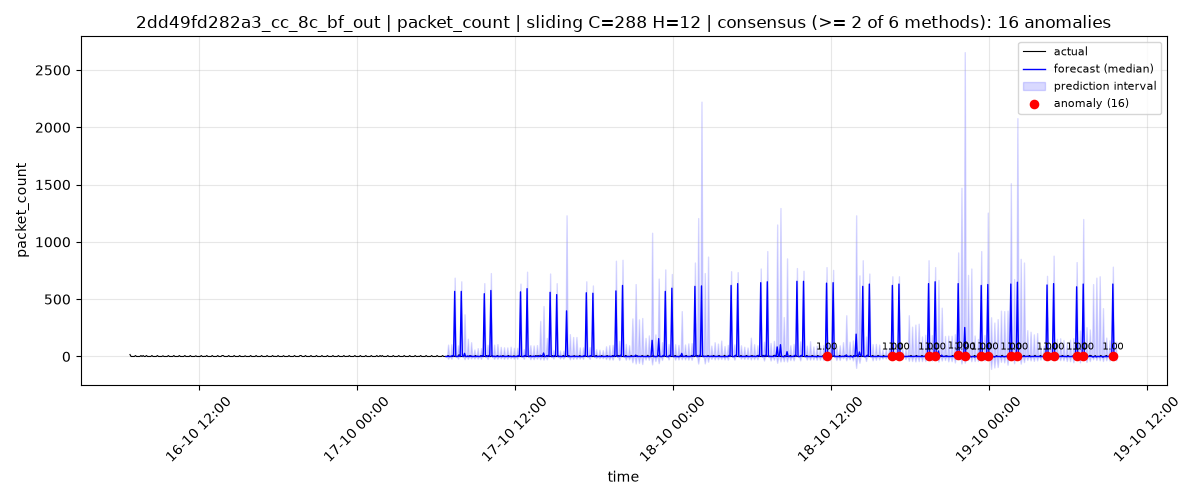 2dd49fd282a3_cc_8c_bf_out | packet_count | sliding C=288 H=12 | consensus (>= 2 of 6 methods): 16 anomalies
actual
forecast (median)
prediction interval
anomaly (16)
packet_count
2500
2000
1500
1000
500
0
1.00
1.00
16-10 12:00
17-10 00:00
17-10 12:00
18-10 00:00
18-10 12:00
19-10 00:00
19-10 12:00
time